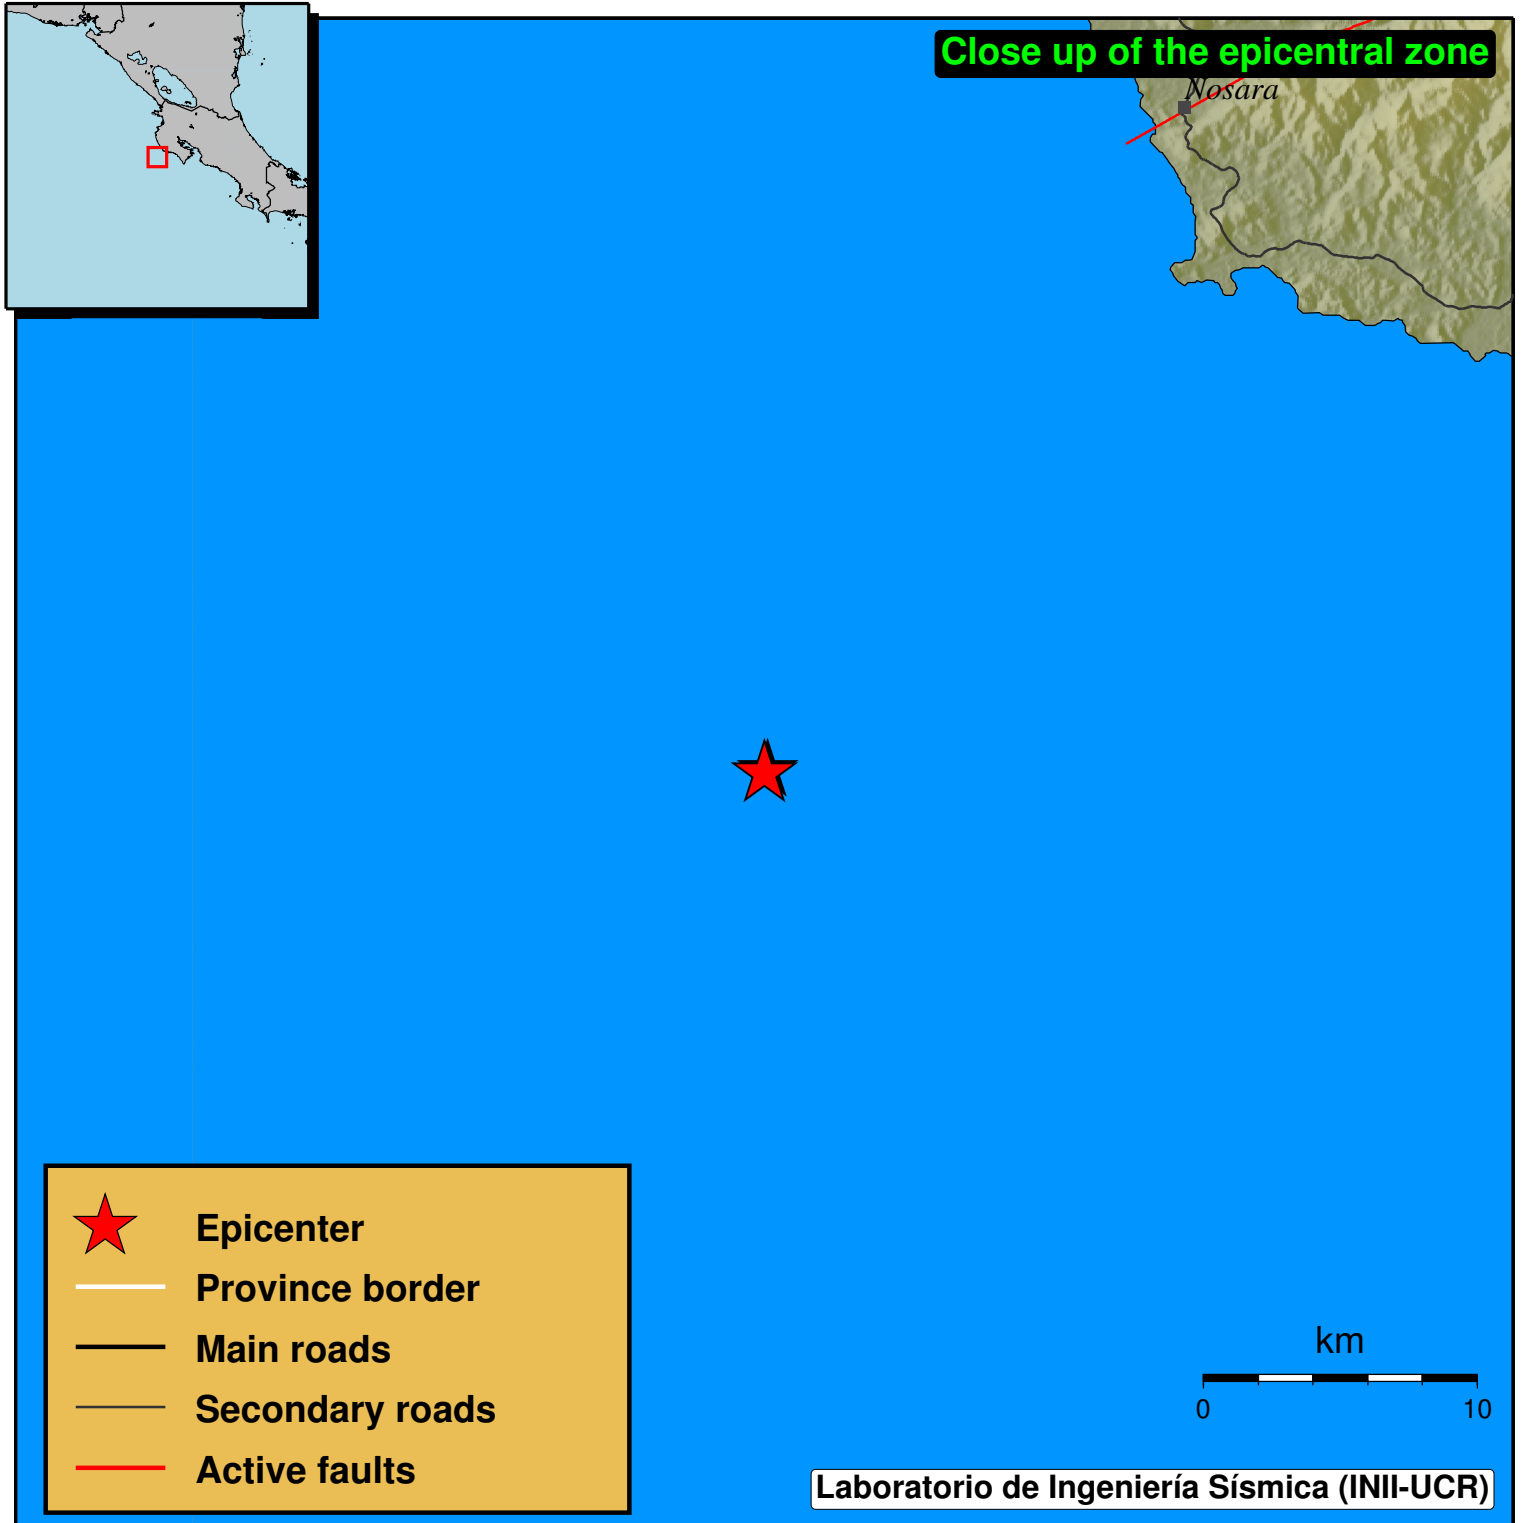 Close up of the epicentral zone
Nosara
Epicenter
Province border
Main roads
Secondary roads
Active faults
km
0 10
Laboratorio de Ingeniería Sísmica (INII-UCR)